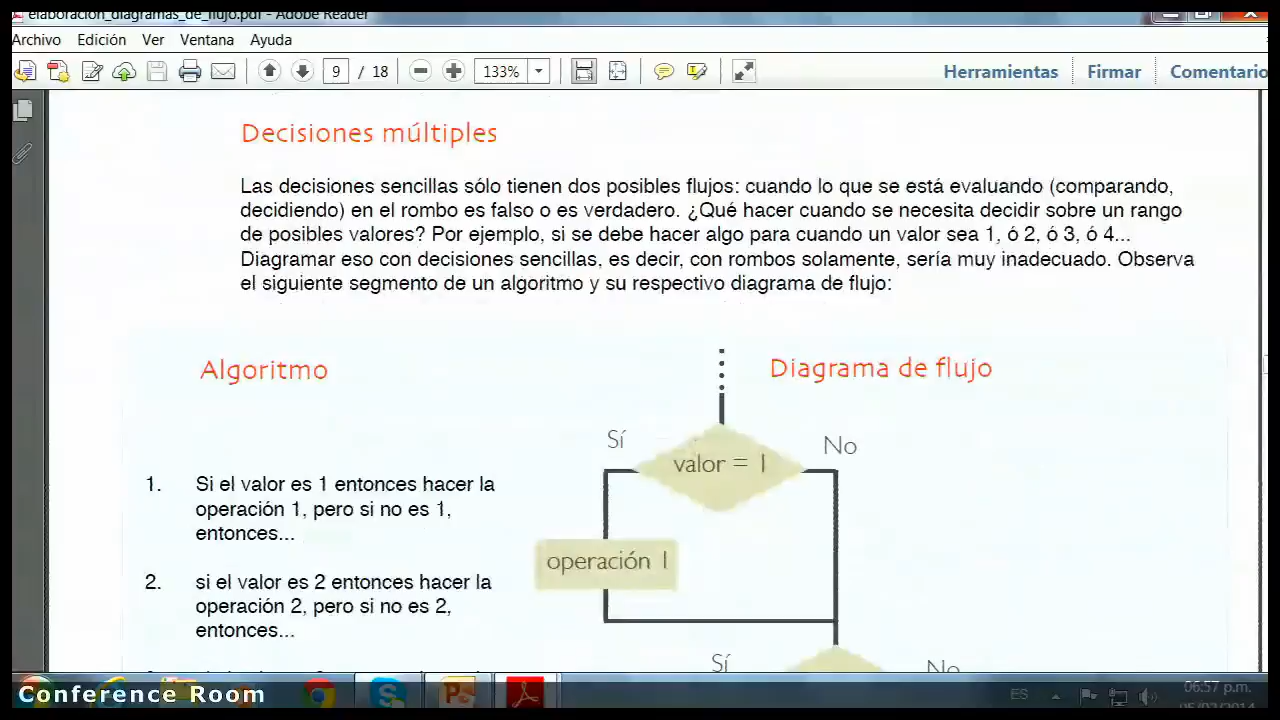 elaboracion_diagramas_de_flujo.pdf - Adobe Reader
Archivo Edición Ver Ventana Ayuda
9 / 18 133% Herramientas Firmar Comentario
Decisiones múltiples
Las decisiones sencillas sólo tienen dos posibles flujos: cuando lo que se está evaluando (comparando,
decidiendo) en el rombo es falso o es verdadero. ¿Qué hacer cuando se necesita decidir sobre un rango
de posibles valores? Por ejemplo, si se debe hacer algo para cuando un valor sea 1, ó 2, ó 3, ó 4...
Diagramar eso con decisiones sencillas, es decir, con rombos solamente, sería muy inadecuado. Observa
el siguiente segmento de un algoritmo y su respectivo diagrama de flujo:
Algoritmo
Diagrama de flujo
Sí
No
valor = 1
1. Si el valor es 1 entonces hacer la
operación 1, pero si no es 1,
entonces...
operación 1
2. si el valor es 2 entonces hacer la
operación 2, pero si no es 2,
entonces...
Sí
No
Conference Room
ES
06:57 p.m.